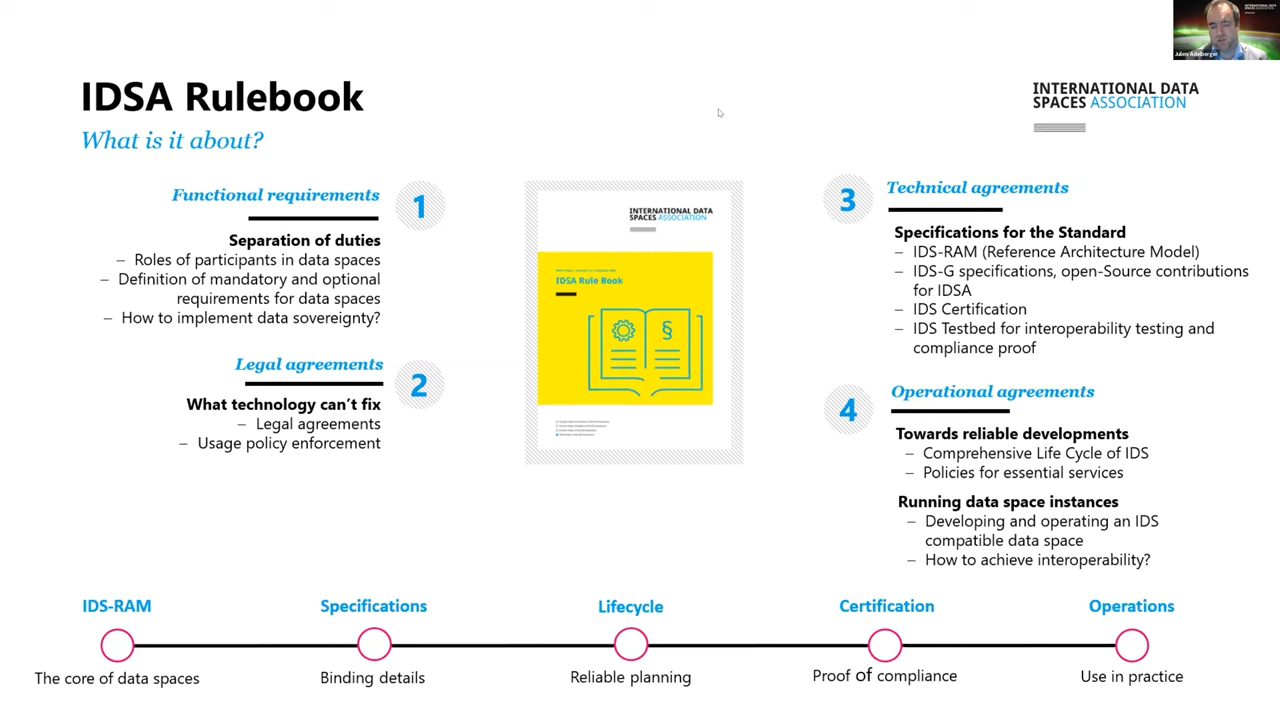 INTERNATIONAL DATA
Julien Adelberger
IDSA Rulebook
What is it about?
INTERNATIONAL DATA
SPACES ASSOCIATION
Functional requirements
1
Separation of duties
– Roles of participants in data spaces
– Definition of mandatory and optional
requirements for data spaces
– How to implement data sovereignty?
Legal agreements
2
What technology can’t fix
– Legal agreements
– Usage policy enforcement
INTERNATIONAL DATA
SPACES ASSOCIATION
IDSA Rule Book
§
3
Technical agreements
Specifications for the Standard
– IDS-RAM (Reference Architecture Model)
– IDS-G specifications, open-Source contributions
for IDSA
– IDS Certification
– IDS Testbed for interoperability testing and
compliance proof
4
Operational agreements
Towards reliable developments
– Comprehensive Life Cycle of IDS
– Policies for essential services
Running data space instances
– Developing and operating an IDS
compatible data space
– How to achieve interoperability?
IDS-RAM
Specifications
Lifecycle
Certification
Operations
The core of data spaces
Binding details
Reliable planning
Proof of compliance
Use in practice